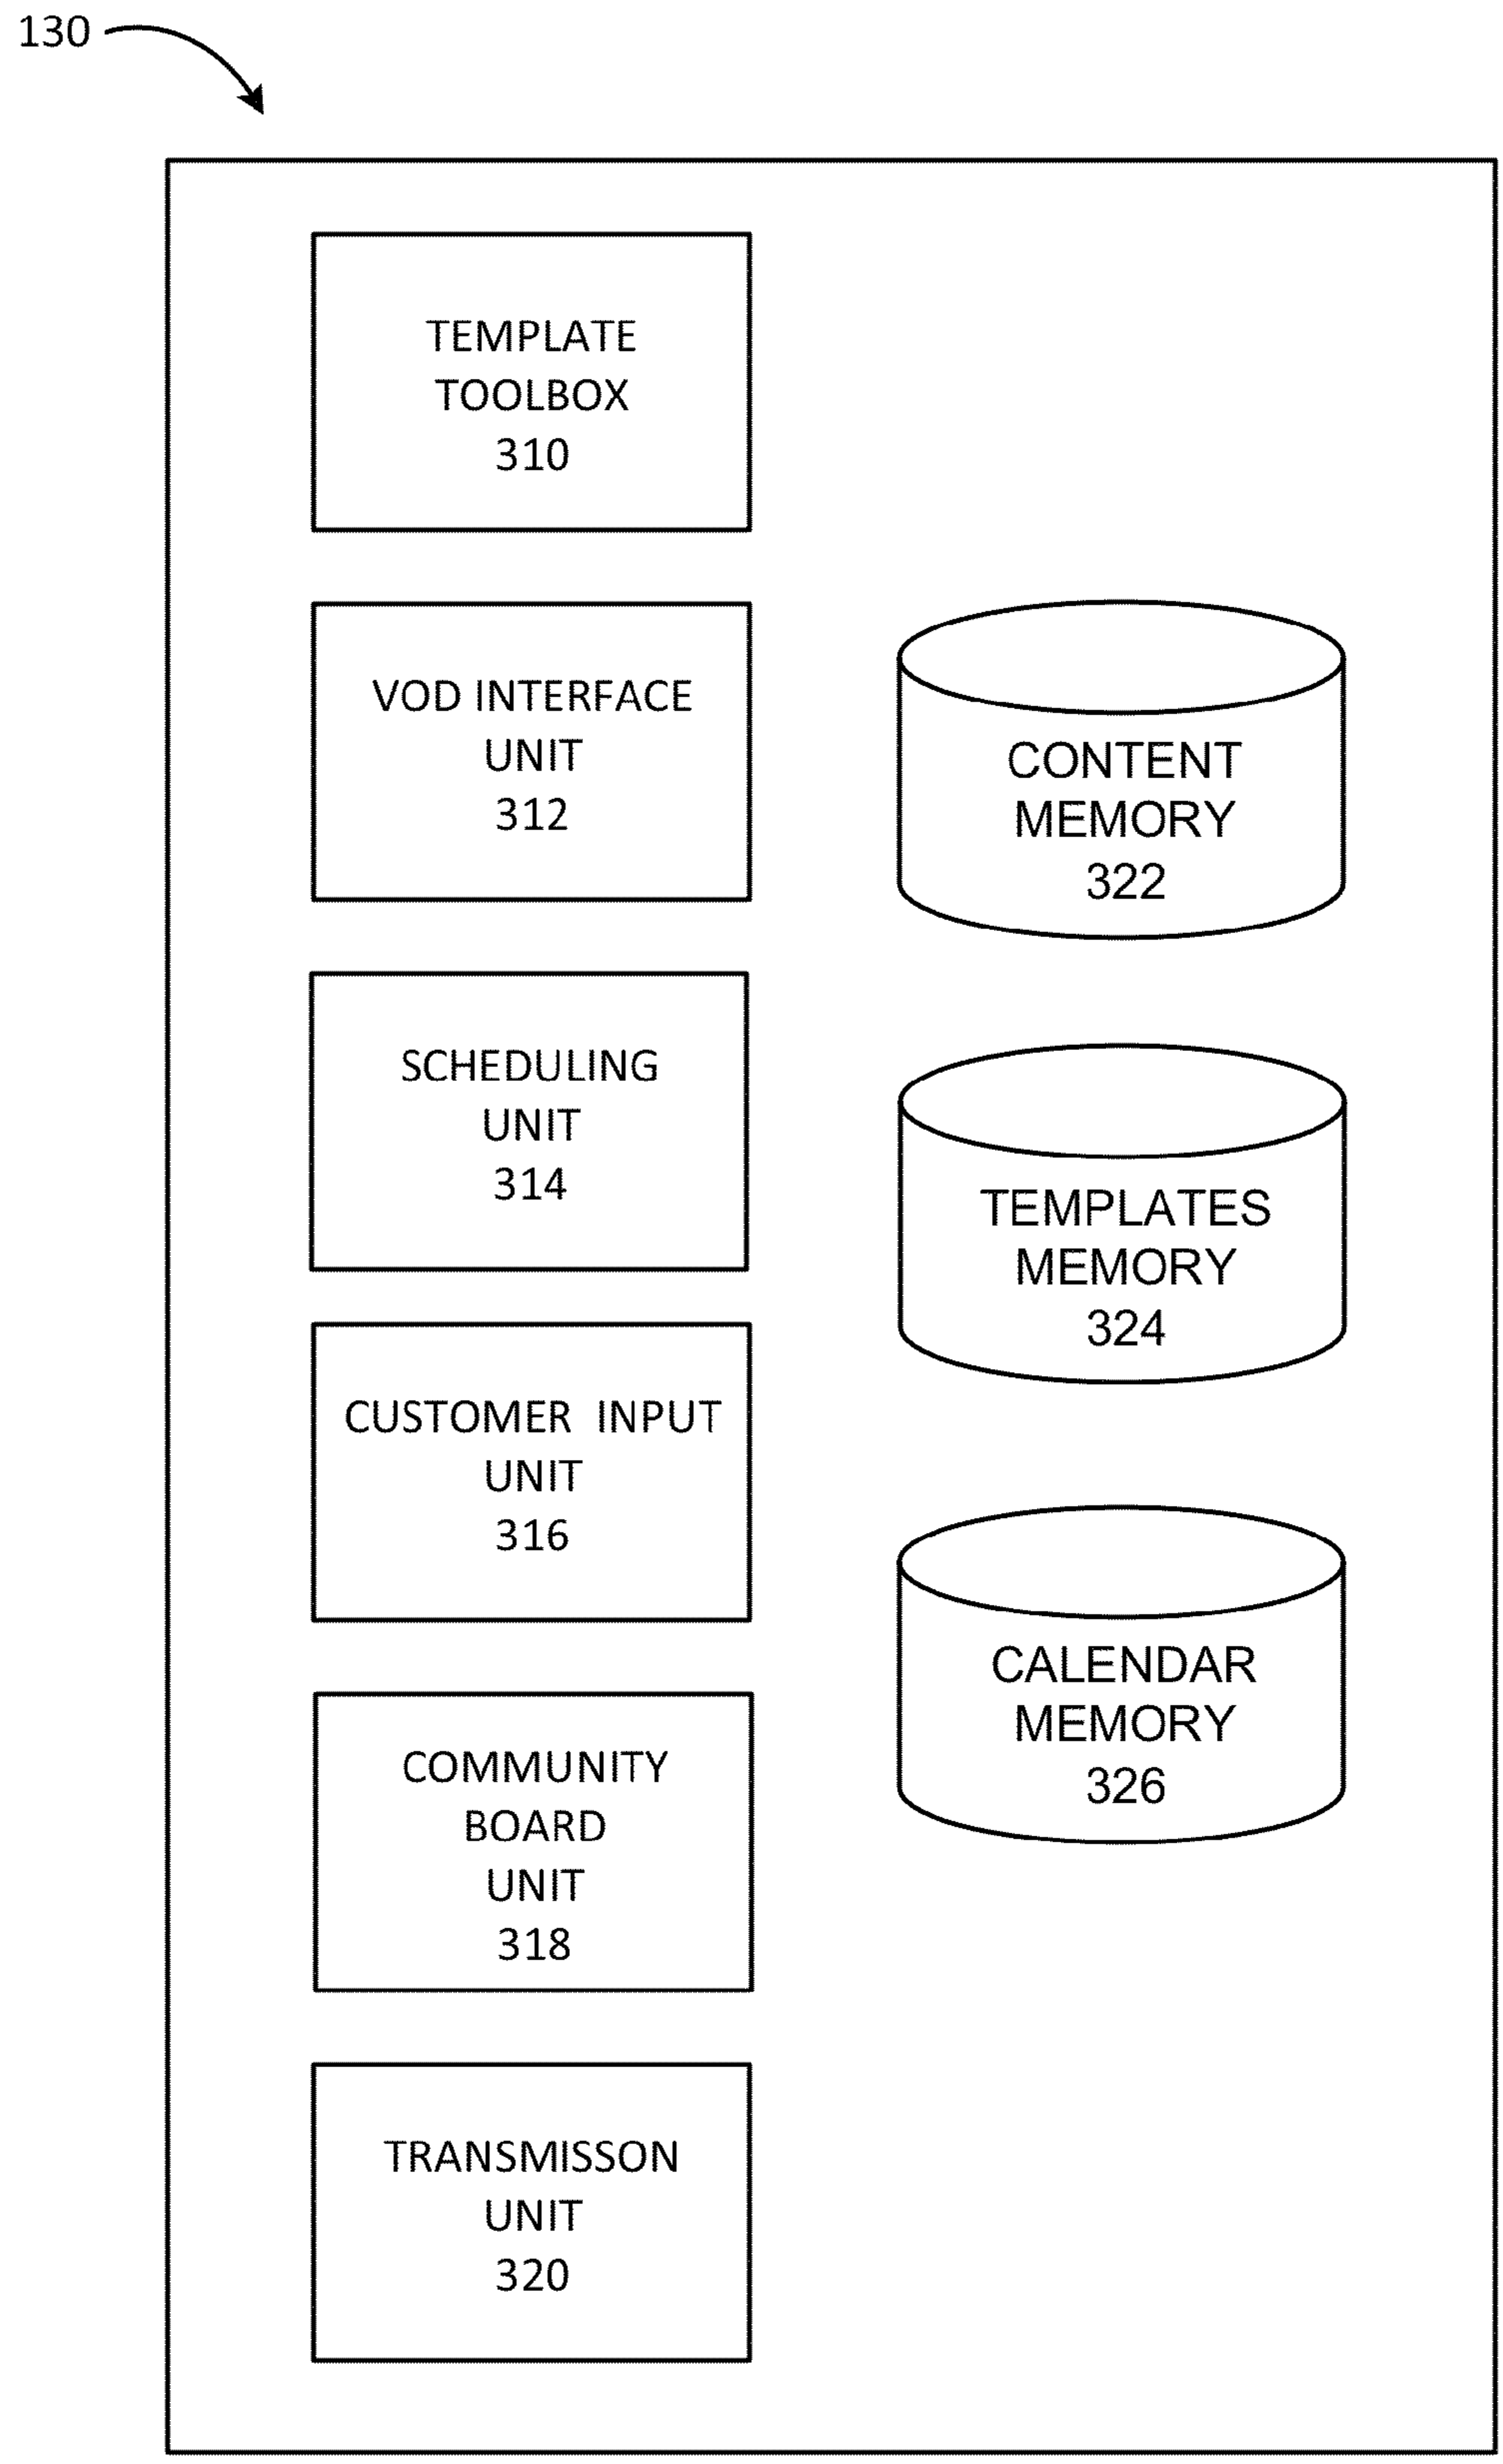 130
TEMPLATE
TOOLBOX
310
VOD INTERFACE
UNIT
312
SCHEDULING
UNIT
314
CUSTOMER INPUT
UNIT
316
COMMUNITY
BOARD
UNIT
318
TRANSMISSON
UNIT
320
CONTENT
MEMORY
322
TEMPLATES
MEMORY
324
CALENDAR
MEMORY
326